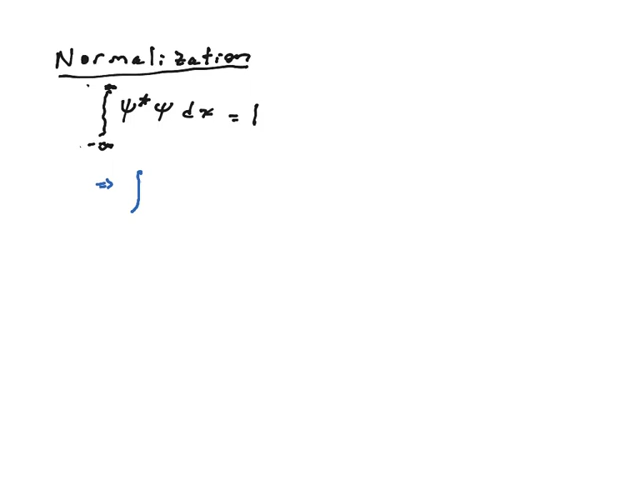 Normalization
∫_{-∞}^{∞} ψ* ψ dx = 1
⇒ ∫